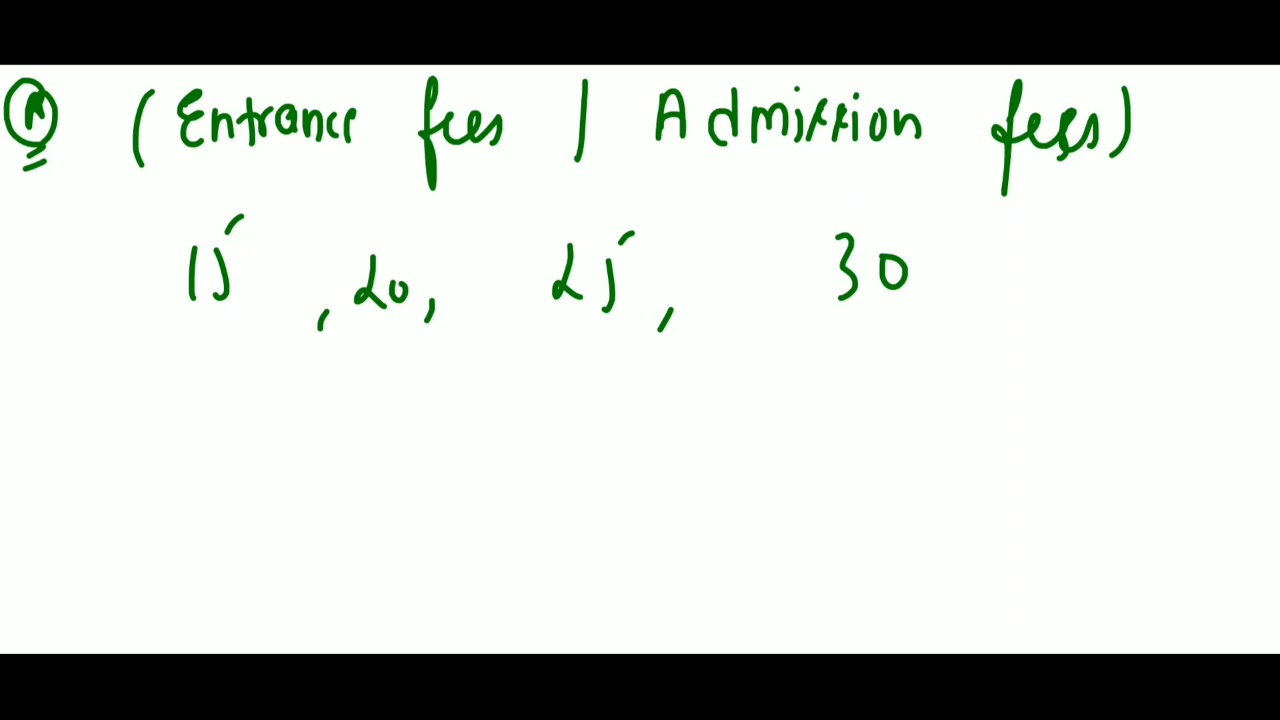 (R) (Entrance fees / Admission fees)
15, 20, 25, 30